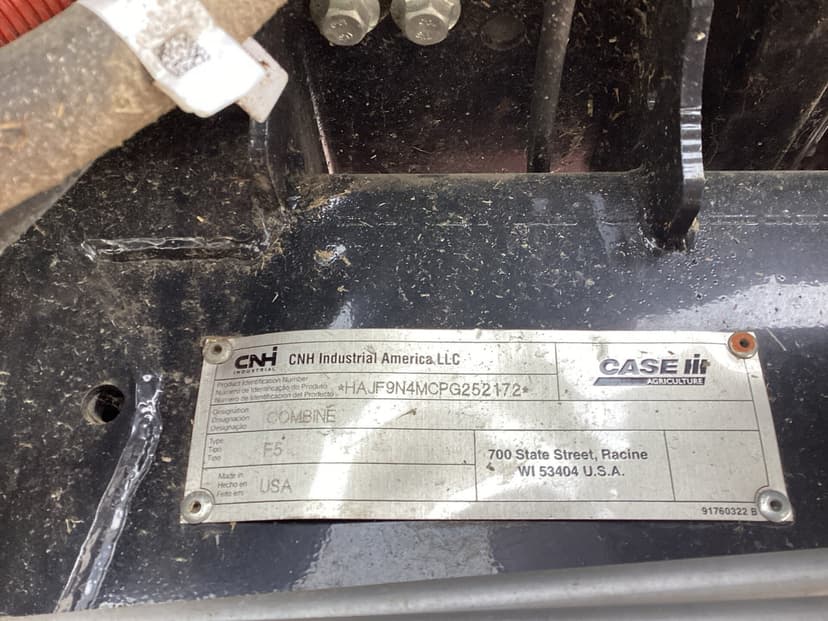 CNH INDUSTRIAL
CNH Industrial America LLC
CASE IH
AGRICULTURE
Product Identification Number
Número de Identificação do Produto
Número de Identificación del Producto
*HAJF9N4MCPG252172*
Designation
Designación
Designação
COMBINE
Type
Tipo
Tipo
F5
700 State Street, Racine
WI 53404 U.S.A.
Made in
Hecho en
Feito em
USA
91760322 B